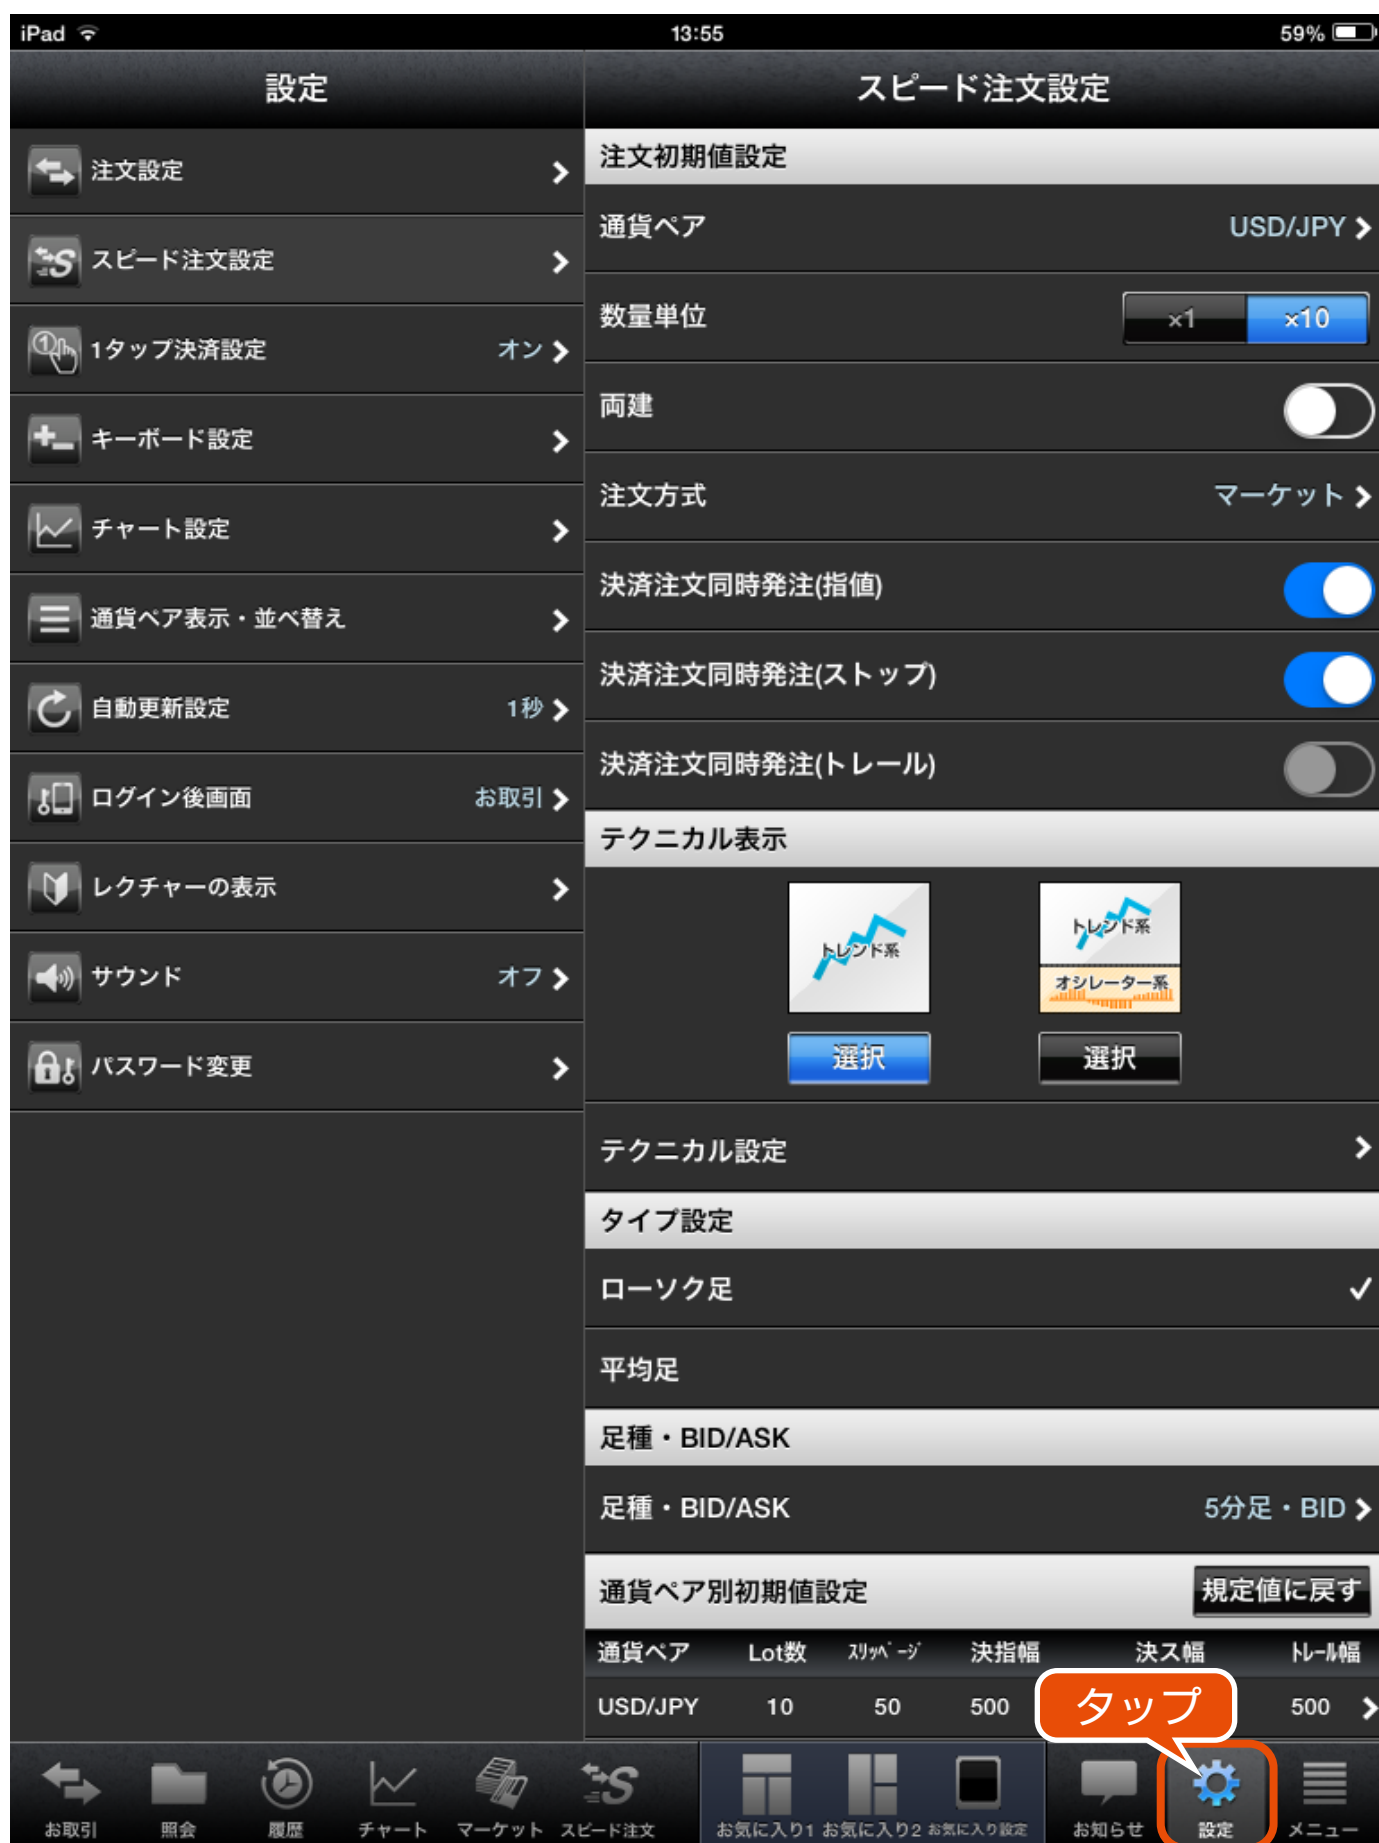 iPad 13:55 59%
設定
注文設定
スピード注文設定
1タップ決済設定 オン
キーボード設定
チャート設定
通貨ペア表示・並べ替え
自動更新設定 1秒
ログイン後画面 お取引
レクチャーの表示
サウンド オフ
パスワード変更
スピード注文設定
注文初期値設定
通貨ペア USD/JPY
数量単位 ×1 ×10
両建
注文方式 マーケット
決済注文同時発注(指値)
決済注文同時発注(ストップ)
決済注文同時発注(トレール)
テクニカル表示
トレンド系 トレンド系
オシレーター系
選択 選択
テクニカル設定
タイプ設定
ローソク足
平均足
足種・BID/ASK
足種・BID/ASK 5分足・BID
通貨ペア別初期値設定 規定値に戻す
通貨ペア Lot数 ｽﾘｯﾍﾟｰｼﾞ 決指幅 決ス幅 ﾄﾚｰﾙ幅
USD/JPY 10 50 500 500
タップ
お取引 照会 履歴 チャート マーケット スピード注文 お気に入り1 お気に入り2 お気に入り設定 お知らせ 設定 メニュー